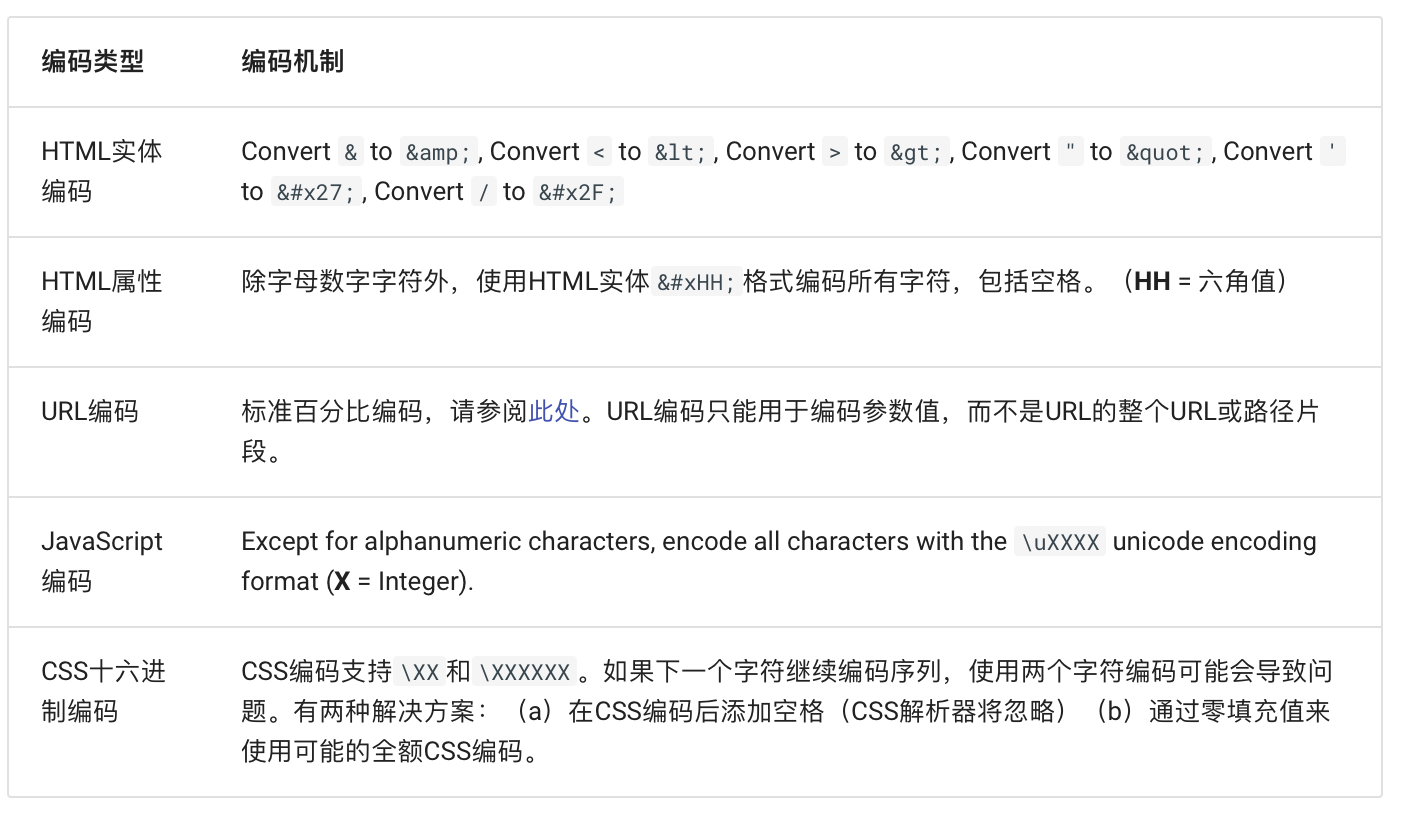 编码类型 编码机制
HTML实体 Convert & to &amp;, Convert < to &lt;, Convert > to &gt;, Convert " to &quot;, Convert '
编码 to &#x27;, Convert / to &#x2F;
HTML属性 除字母数字字符外，使用HTML实体&#xHH;格式编码所有字符，包括空格。（HH = 六角值）
编码
URL编码 标准百分比编码，请参阅此处。URL编码只能用于编码参数值，而不是URL的整个URL或路径片
段。
JavaScript Except for alphanumeric characters, encode all characters with the \uXXXX unicode encoding
编码 format (X = Integer).
CSS十六进 CSS编码支持\XX和\XXXXXX。如果下一个字符继续编码序列，使用两个字符编码可能会导致问
制编码 题。有两种解决方案：（a）在CSS编码后添加空格（CSS解析器将忽略）（b）通过零填充值来
使用可能的全额CSS编码。